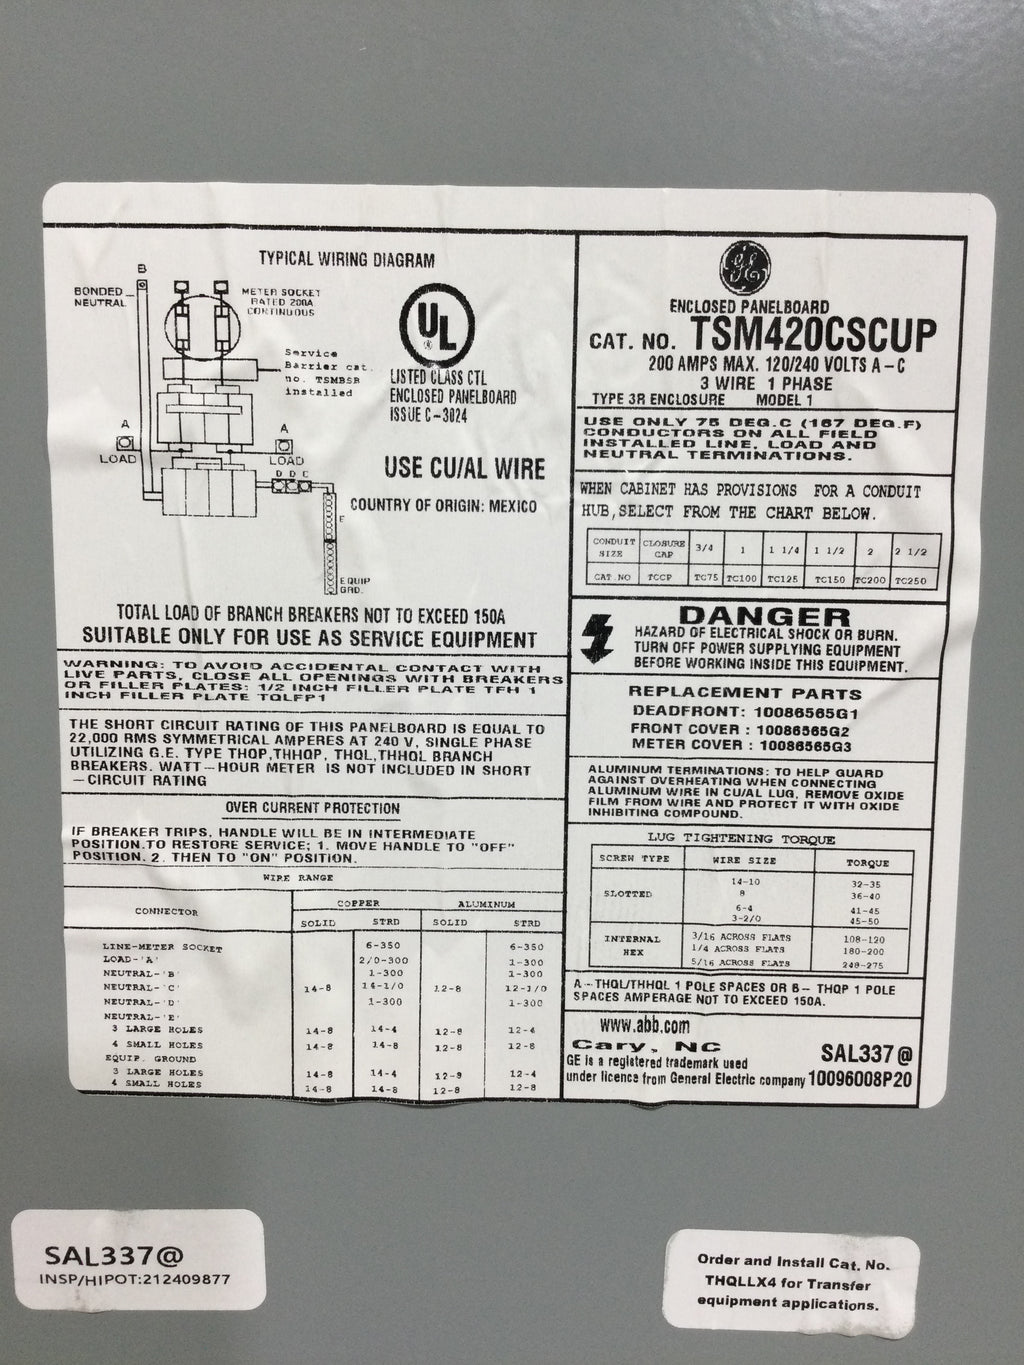 TYPICAL WIRING DIAGRAM
B
BONDED
NEUTRAL
METER SOCKET
RATED 200A
CONTINUOUS
Service
Barrier cat.
no. TSMBSR
installed
A
LOAD
A
LOAD
D D C
E
EQUIP
GRD.
UL
LISTED CLASS CTL
ENCLOSED PANELBOARD
ISSUE C-3024
USE CU/AL WIRE
COUNTRY OF ORIGIN: MEXICO
TOTAL LOAD OF BRANCH BREAKERS NOT TO EXCEED 150A
SUITABLE ONLY FOR USE AS SERVICE EQUIPMENT
WARNING: TO AVOID ACCIDENTAL CONTACT WITH
LIVE PARTS, CLOSE ALL OPENINGS WITH BREAKERS
OR FILLER PLATES: 1/2 INCH FILLER PLATE TFH 1
INCH FILLER PLATE TQLFP1
THE SHORT CIRCUIT RATING OF THIS PANELBOARD IS EQUAL TO
22,000 RMS SYMMETRICAL AMPERES AT 240 V, SINGLE PHASE
UTILIZING G.E. TYPE THQP,THHQP, THQL,THHQL BRANCH
BREAKERS. WATT-HOUR METER IS NOT INCLUDED IN SHORT
-CIRCUIT RATING
OVER CURRENT PROTECTION
IF BREAKER TRIPS, HANDLE WILL BE IN INTERMEDIATE
POSITION.TO RESTORE SERVICE; 1. MOVE HANDLE TO "OFF"
POSITION. 2. THEN TO "ON" POSITION.
WIRE RANGE
CONNECTOR COPPER ALUMINUM
SOLID STRD SOLID STRD
LINE-METER SOCKET 6-350 6-350
LOAD-'A' 2/0-300 1-300
NEUTRAL-'B' 1-300 1-300
NEUTRAL-'C' 14-8 14-1/0 12-8 12-1/0
NEUTRAL-'D' 1-300 1-300
NEUTRAL-'E'
3 LARGE HOLES 14-8 14-4 12-8 12-4
4 SMALL HOLES 14-8 14-8 12-8 12-8
EQUIP. GROUND
3 LARGE HOLES 14-8 14-4 12-8 12-4
4 SMALL HOLES 14-8 14-8 12-8 12-8
GE
ENCLOSED PANELBOARD
CAT. NO. TSM420CSCUP
200 AMPS MAX. 120/240 VOLTS A-C
3 WIRE 1 PHASE
TYPE 3R ENCLOSURE MODEL 1
USE ONLY 75 DEG.C (167 DEG.F)
CONDUCTORS ON ALL FIELD
INSTALLED LINE, LOAD AND
NEUTRAL TERMINATIONS.
WHEN CABINET HAS PROVISIONS FOR A CONDUIT
HUB,SELECT FROM THE CHART BELOW.
CONDUIT SIZE CLOSURE CAP 3/4 1 1 1/4 1 1/2 2 2 1/2
CAT.NO TCCP TC75 TC100 TC125 TC150 TC200 TC250
DANGER
HAZARD OF ELECTRICAL SHOCK OR BURN.
TURN OFF POWER SUPPLYING EQUIPMENT
BEFORE WORKING INSIDE THIS EQUIPMENT.
REPLACEMENT PARTS
DEADFRONT: 10086565G1
FRONT COVER : 10086565G2
METER COVER : 10086565G3
ALUMINUM TERMINATIONS: TO HELP GUARD
AGAINST OVERHEATING WHEN CONNECTING
ALUMINUM WIRE IN CU/AL LUG, REMOVE OXIDE
FILM FROM WIRE AND PROTECT IT WITH OXIDE
INHIBITING COMPOUND.
LUG TIGHTENING TORQUE
SCREW TYPE WIRE SIZE TORQUE
SLOTTED 14-10 32-35
8 36-40
6-4 41-45
3-2/0 45-50
INTERNAL HEX 3/16 ACROSS FLATS 108-120
1/4 ACROSS FLATS 180-200
5/16 ACROSS FLATS 248-275
A-THQL/THHQL 1 POLE SPACES OR B- THQP 1 POLE
SPACES AMPERAGE NOT TO EXCEED 150A.
www.abb.com
Cary, NC
GE is a registered trademark used
under licence from General Electric company
SAL337@
10096008P20
SAL337@
INSP/HIPOT:212409877
Order and Install Cat. No.
THQLLX4 for Transfer
equipment applications.